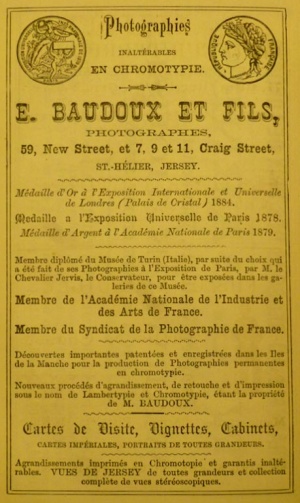 Photographies
INALTÉRABLES
EN CHROMOTYPIE.
E. BAUDOUX ET FILS,
PHOTOGRAPHES,
59, New Street, et 7, 9 et 11, Craig Street,
ST.-HÉLIER, JERSEY.
Médaille d'Or à l'Exposition Internationale et Universelle
de Londres (Palais de Cristal) 1884.
Medaille a l'Exposition Universelle de Paris 1878.
Médaille d'Argent à l'Académie Nationale de Paris 1879.
Membre diplômé du Musée de Turin (Italie), par suite du choix qui
a été fait de ses Photographies à l'Exposition de Paris, par M. le
Chevalier Jervis, le Conservateur, pour être exposées dans les ga-
leries de ce Musée.
Membre de l'Académie Nationale de l'Industrie et
des Arts de France.
Membre du Syndicat de la Photographie de France.
Découvertes importantes patentées et enregistrées dans les Iles
de la Manche pour la production de Photographies permanentes
en chromotypie.
Nouveaux procédés d'agrandissement, de retouche et d'impression
sous le nom de Lambertypie et Chromotypie, étant la propriété
de M. BAUDOUX.
Cartes de Visite, Vignettes, Cabinets,
CARTES IMPÉRIALES, PORTRAITS DE TOUTES GRANDEURS.
Agrandissements Imprimés en Chromotopie et garantis inalté-
rables. VUES DE JERSEY de toutes grandeurs et collection
complète de vues stéréoscopiques.